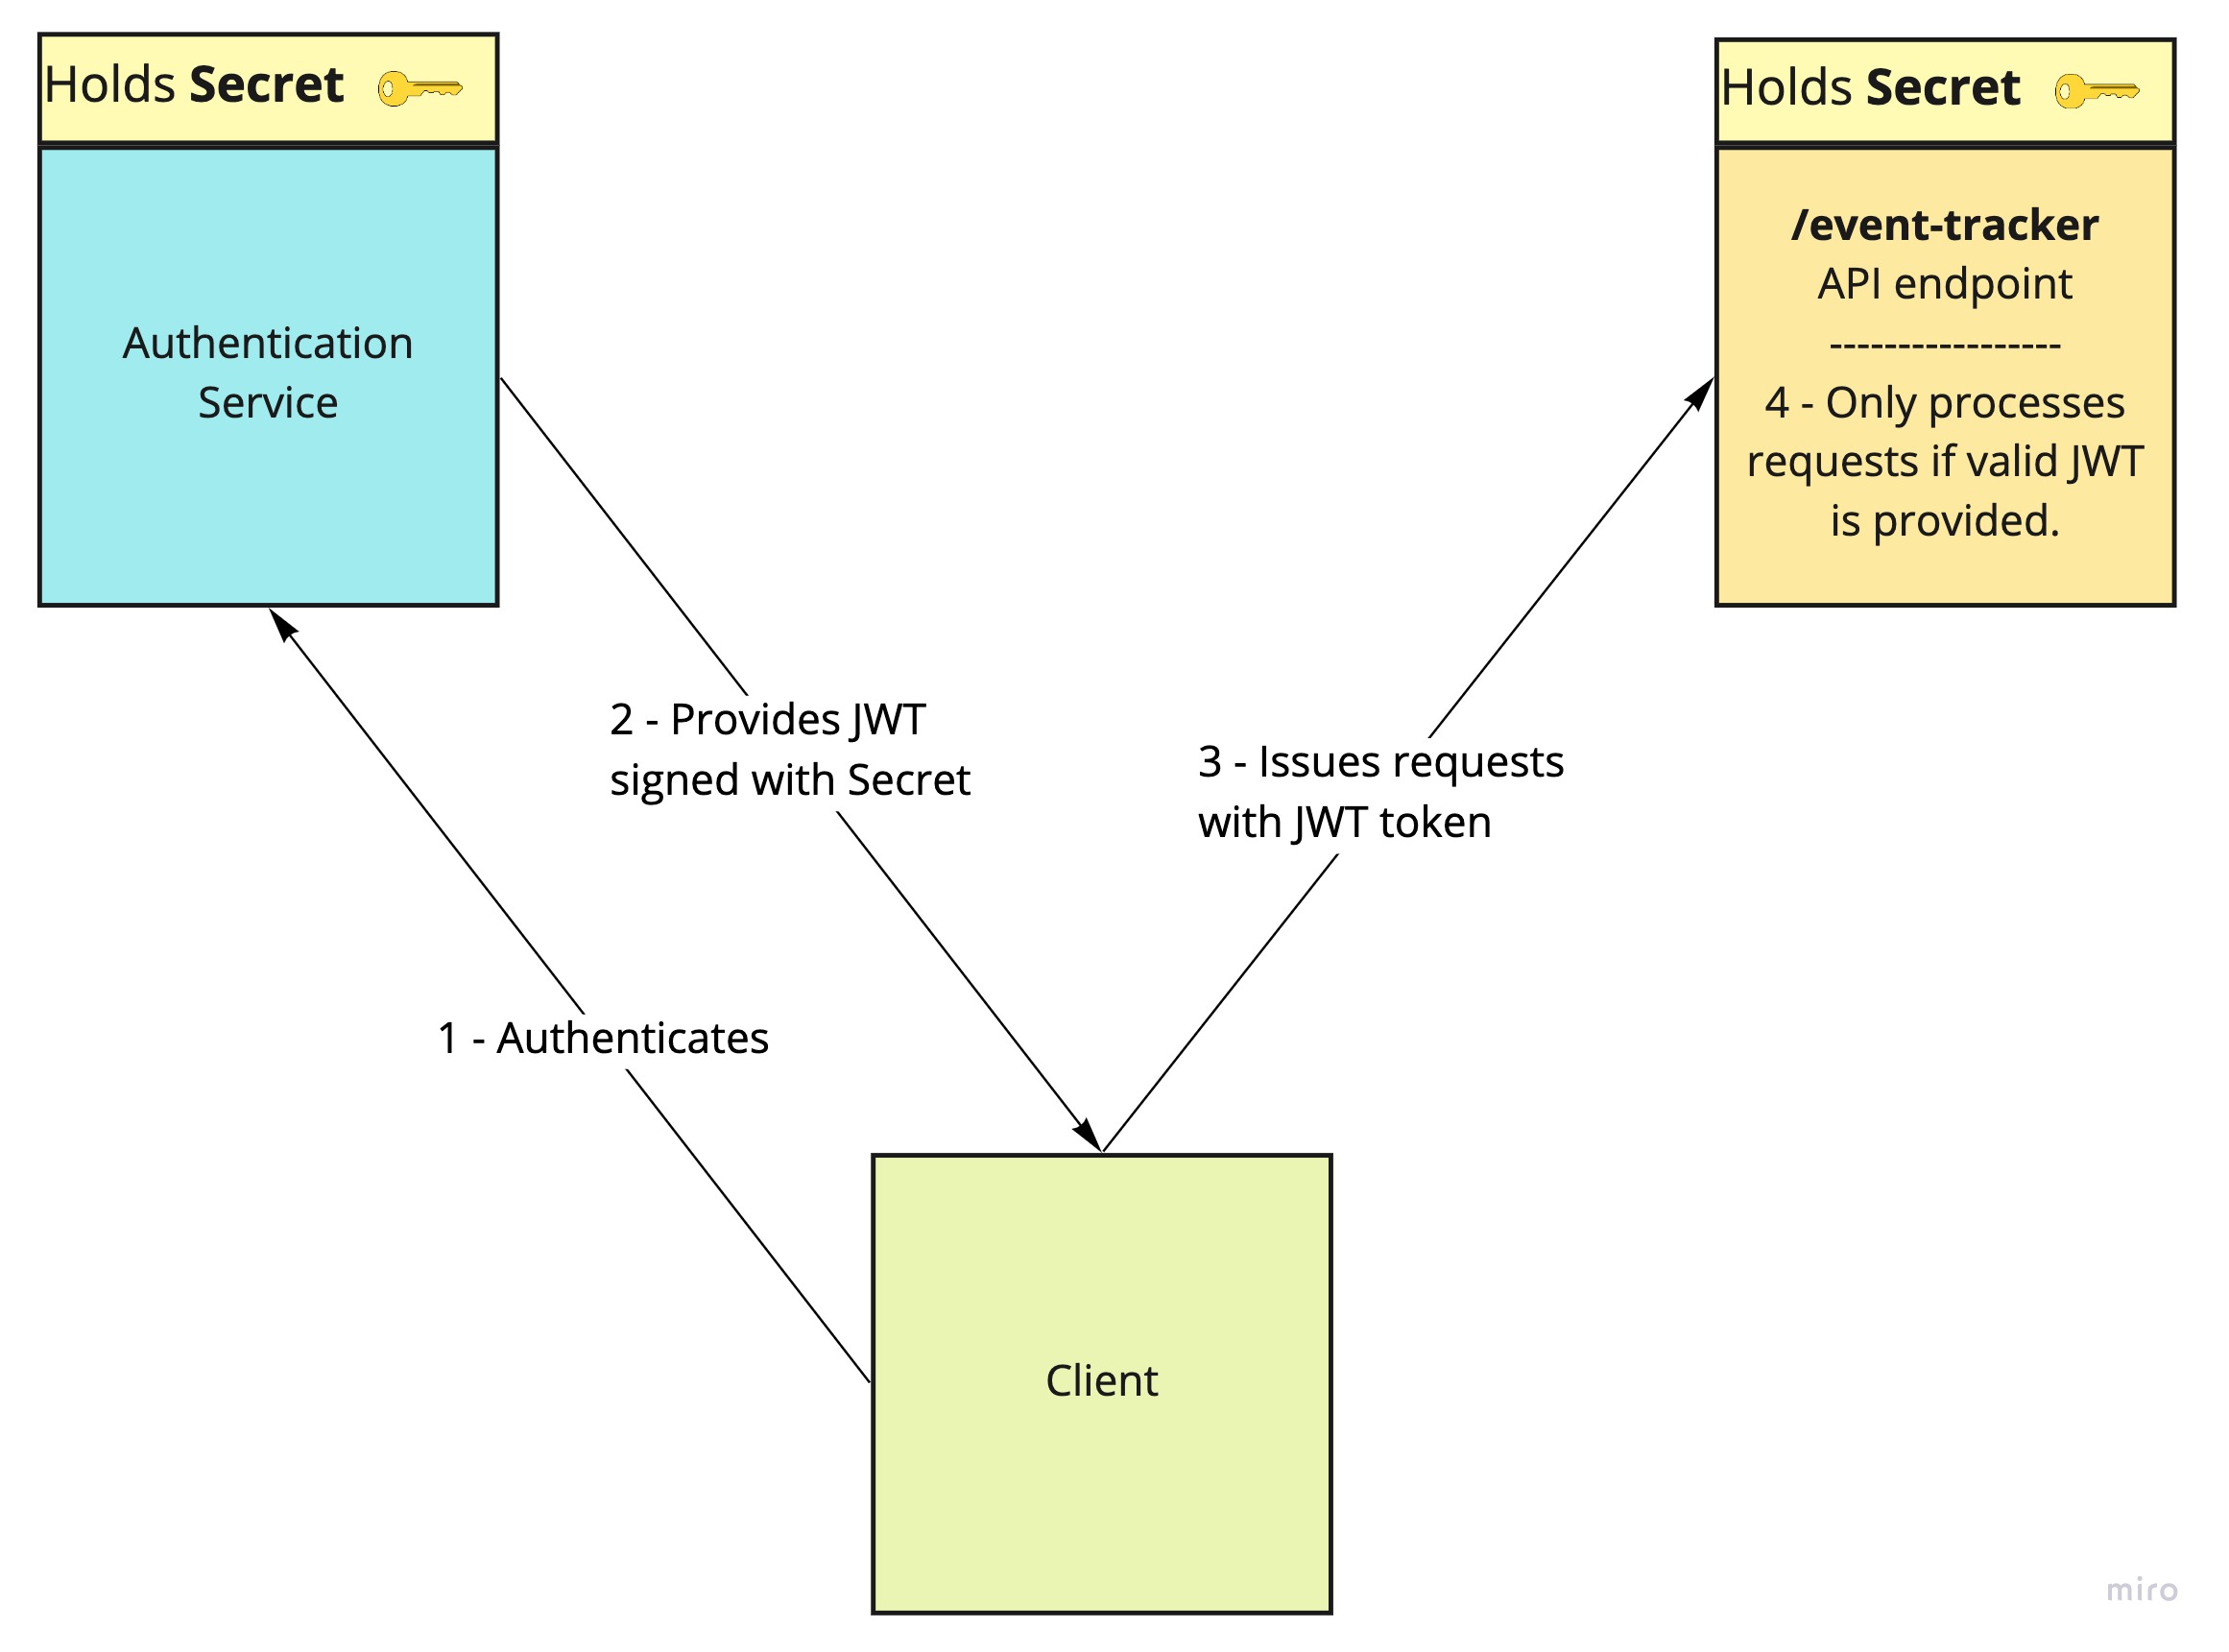 Holds Secret
Holds Secret
Authentication
Service
/event-tracker
API endpoint
-----------------
4 - Only processes
requests if valid JWT
is provided.
2 - Provides JWT
signed with Secret
3 - Issues requests
with JWT token
1 - Authenticates
Client
miro